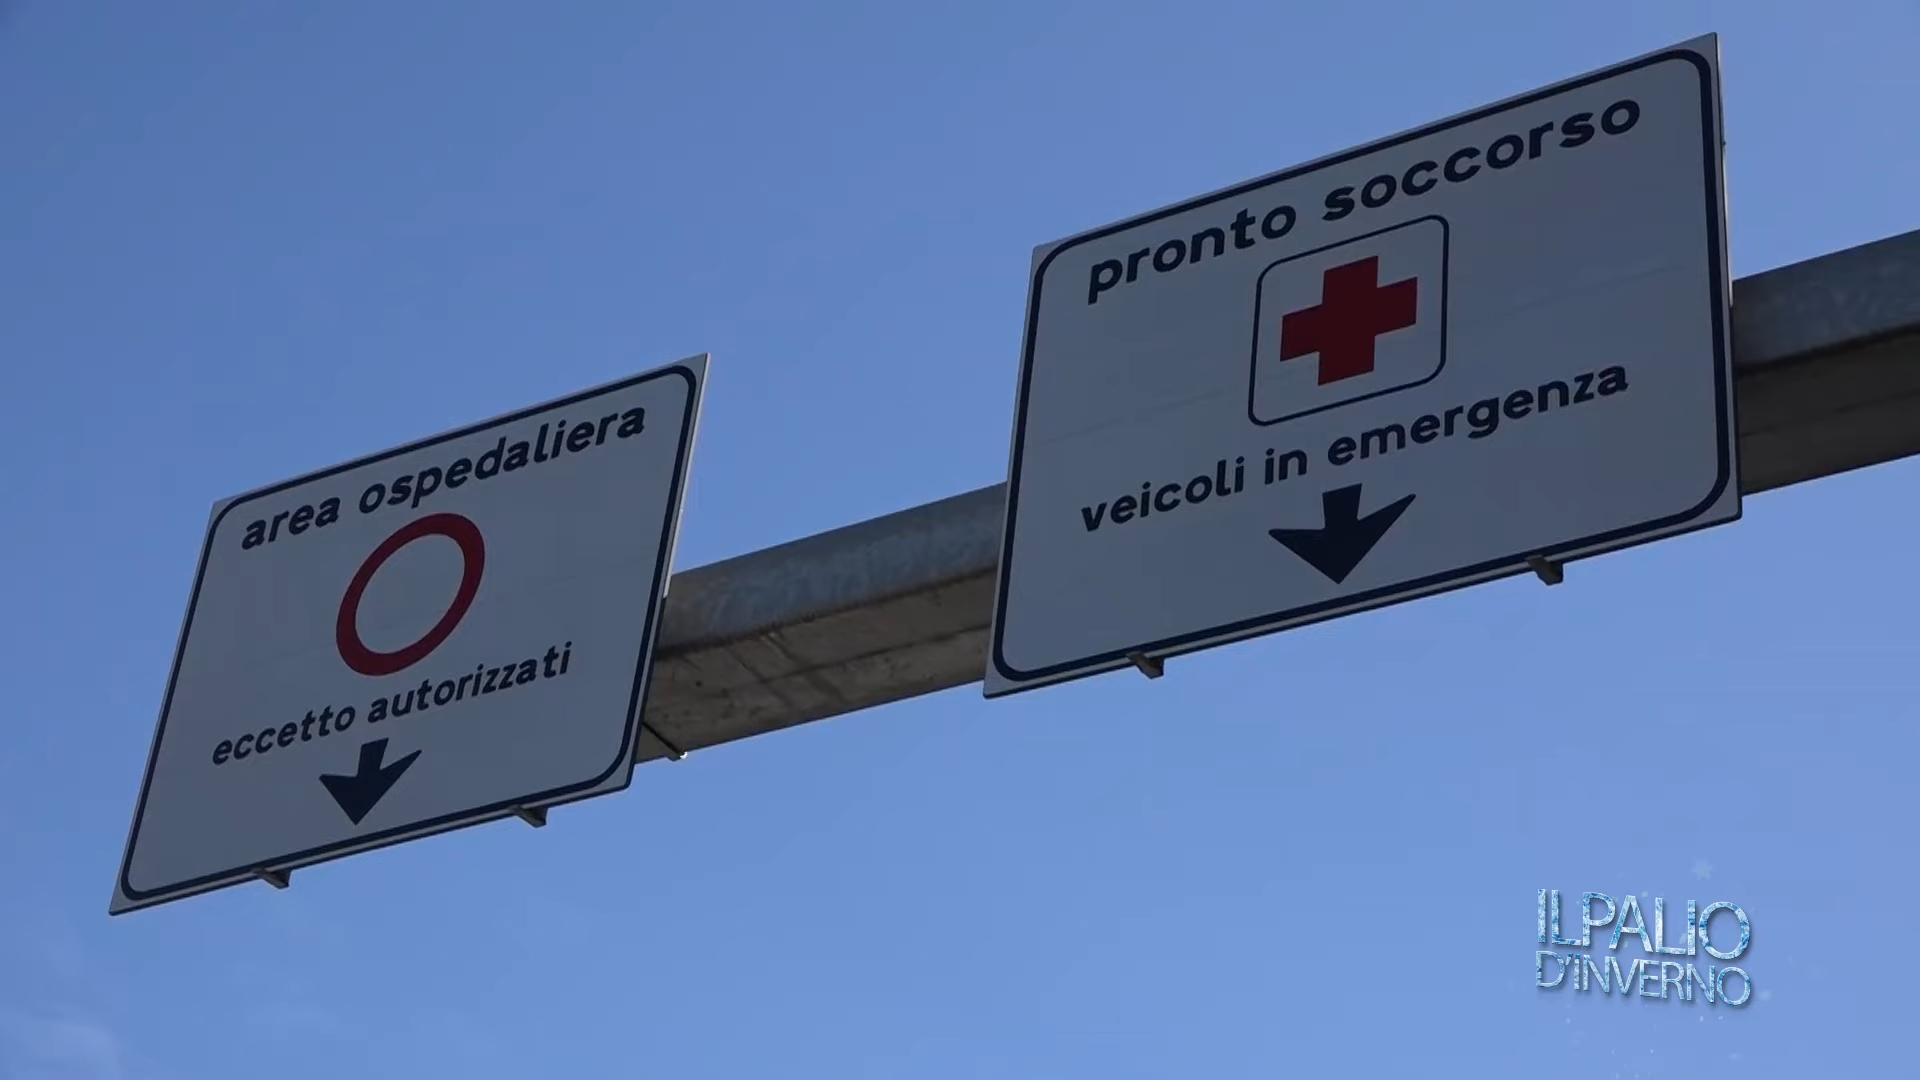 area ospedaliera
eccetto autorizzati
pronto soccorso
veicoli in emergenza
IL PALIO
D'INVERNO